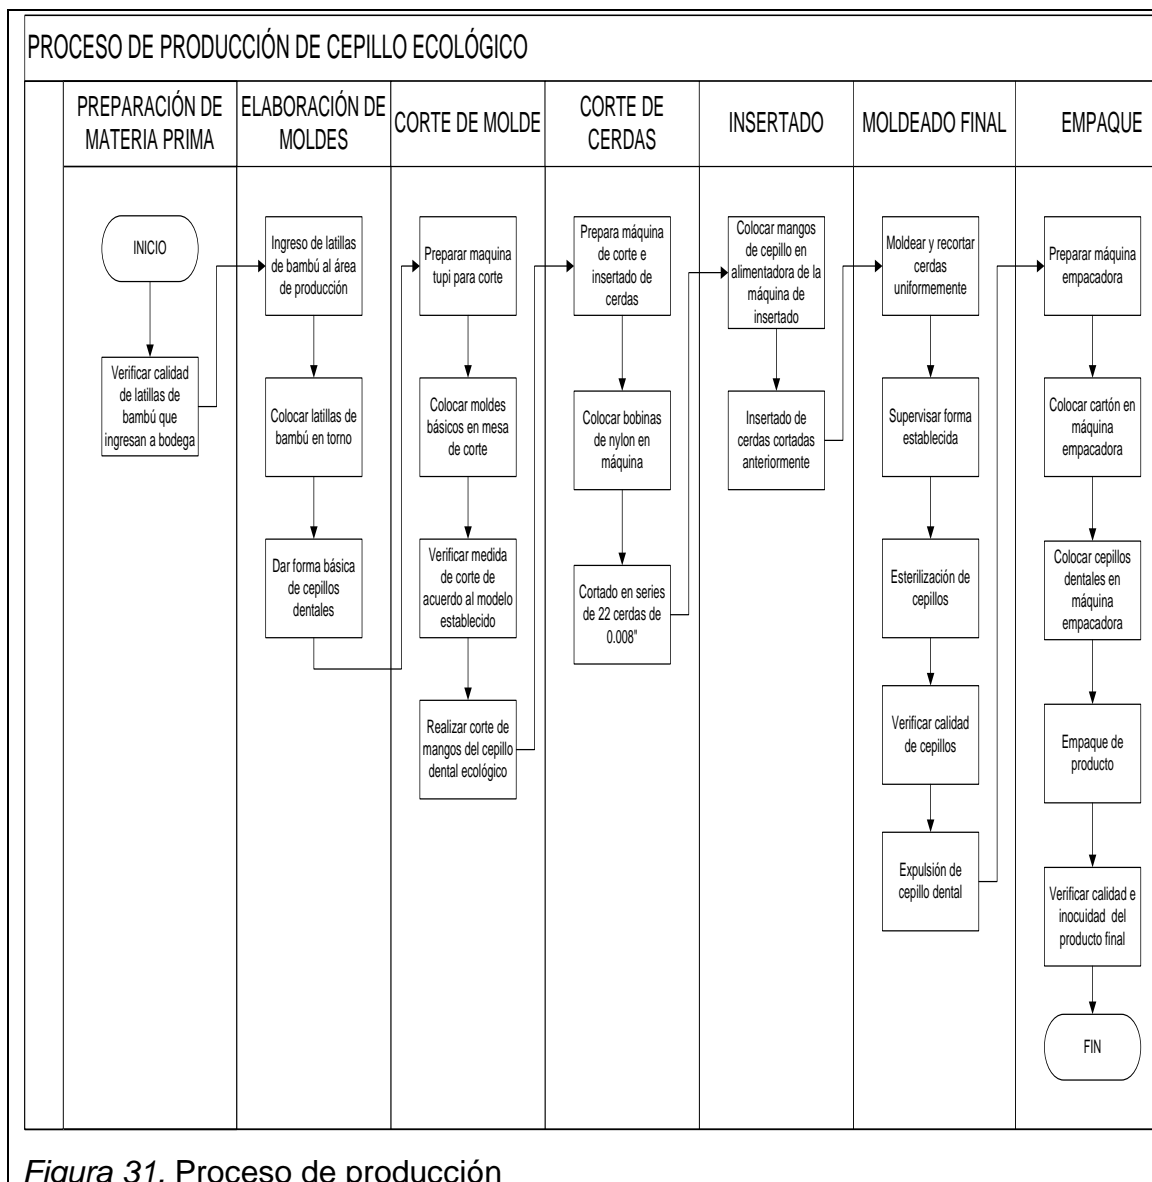 PROCESO DE PRODUCCIÓN DE CEPILLO ECOLÓGICO
PREPARACIÓN DE
MATERIA PRIMA
ELABORACIÓN DE
MOLDES
CORTE DE MOLDE
CORTE DE
CERDAS
INSERTADO
MOLDEADO FINAL
EMPAQUE
INICIO
Verificar calidad
de latillas de
bambú que
ingresan a bodega
Ingreso de latillas
de bambú al área
de producción
Colocar latillas de
bambú en torno
Dar forma básica
de cepillos
dentales
Preparar maquina
tupi para corte
Colocar moldes
básicos en mesa
de corte
Verificar medida
de corte de
acuerdo al modelo
establecido
Realizar corte de
mangos del cepillo
dental ecológico
Prepara máquina
de corte e
insertado de
cerdas
Colocar bobinas
de nylon en
máquina
Cortado en series
de 22 cerdas de
0.008"
Colocar mangos
de cepillo en
alimentadora de la
máquina de
insertado
Insertado de
cerdas cortadas
anteriormente
Moldear y recortar
cerdas
uniformemente
Supervisar forma
establecida
Esterilización de
cepillos
Verificar calidad
de cepillos
Expulsión de
cepillo dental
Preparar máquina
empacadora
Colocar cartón en
máquina
empacadora
Colocar cepillos
dentales en
máquina
empacadora
Empaque de
producto
Verificar calidad e
inocuidad del
producto final
FIN
Figura 31. Proceso de producción